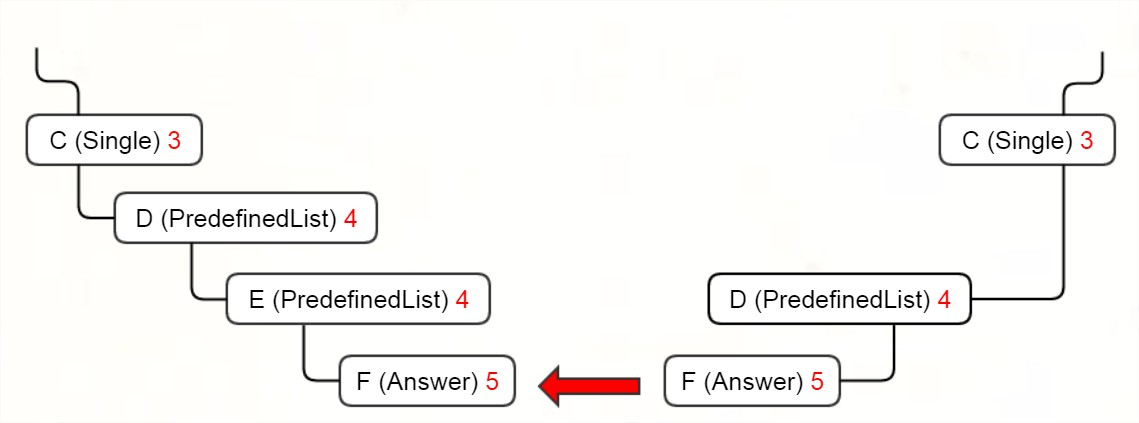 C (Single) 3
C (Single) 3
D (PredefinedList) 4
E (PredefinedList) 4
D (PredefinedList) 4
F (Answer) 5
F (Answer) 5